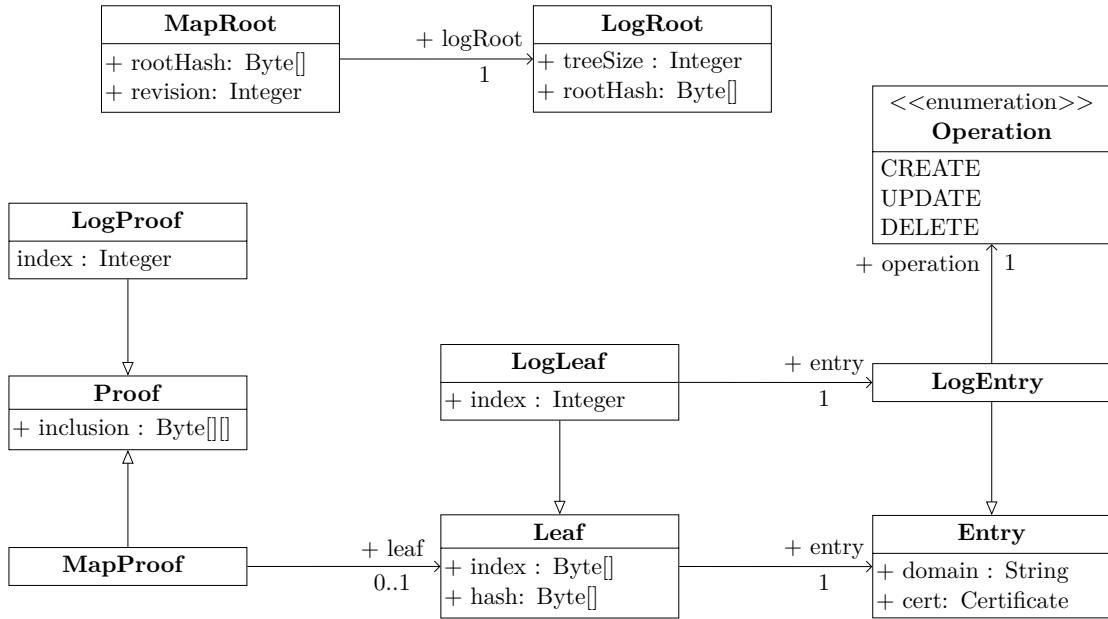 MapRoot
+ rootHash: Byte[]
+ revision: Integer
+ logRoot
1
LogRoot
+ treeSize : Integer
+ rootHash: Byte[]
<<enumeration>>
Operation
CREATE
UPDATE
DELETE
+ operation
1
LogProof
index : Integer
Proof
+ inclusion : Byte[][]
MapProof
+ leaf
0..1
LogLeaf
+ index : Integer
+ entry
1
LogEntry
Leaf
+ index : Byte[]
+ hash: Byte[]
+ entry
1
Entry
+ domain : String
+ cert: Certificate